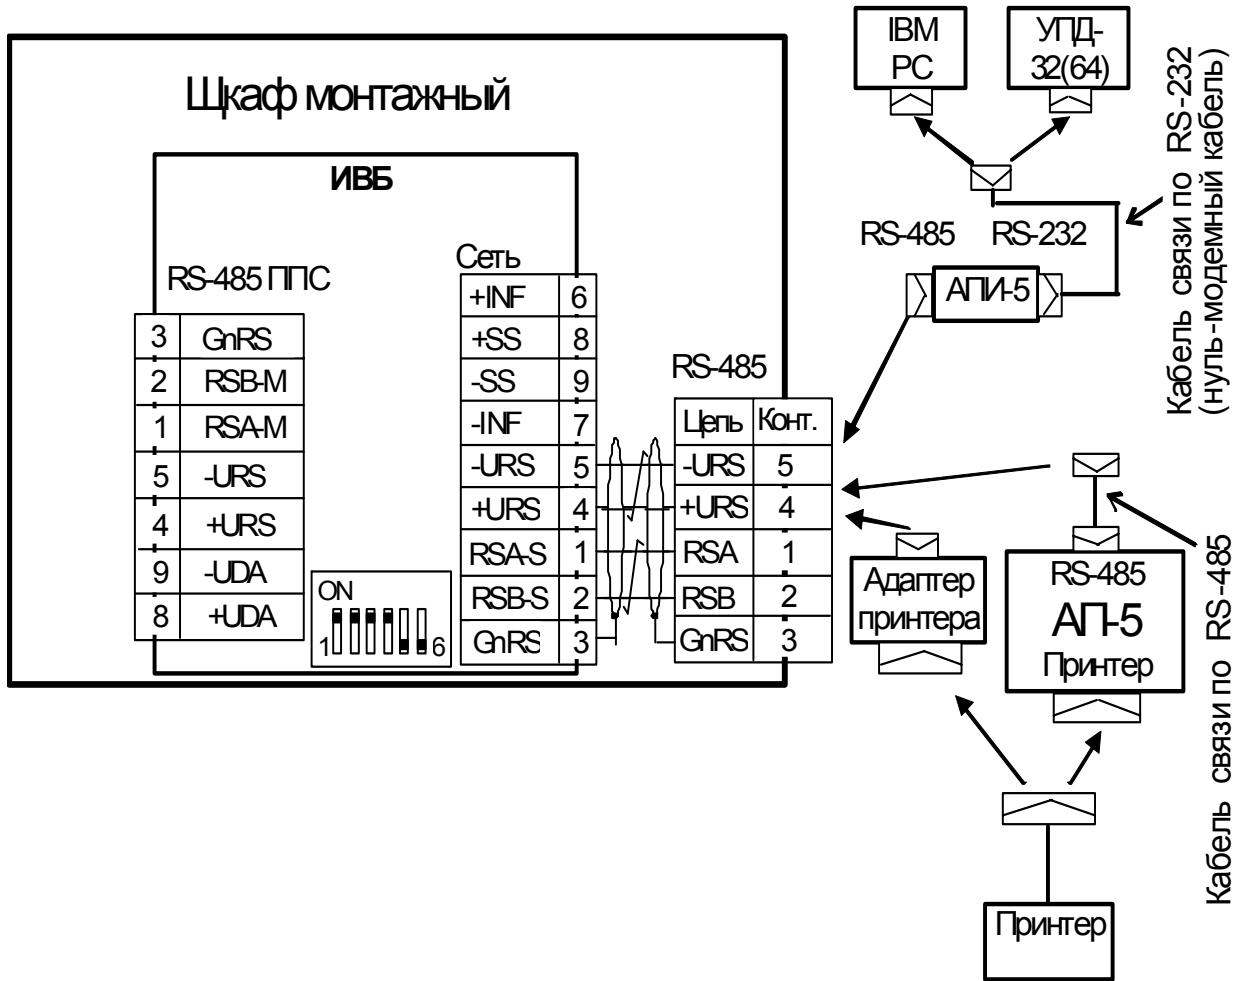 IBM
PC
УПД-
32(64)
Кабель связи по RS-232
(нуль-модемный кабель)
Шкаф монтажный
ИВБ
RS-485 RS-232
АПИ-5
RS-485 ППС
3 GnRS
2 RSB-M
1 RSA-M
5 -URS
4 +URS
9 -UDA
8 +UDA
ON
1 6
Сеть
+INF 6
+SS 8
-SS 9
-INF 7
-URS 5
+URS 4
RSA-S 1
RSB-S 2
GnRS 3
RS-485
Цепь Конт.
-URS 5
+URS 4
RSA 1
RSB 2
GnRS 3
Адаптер
принтера
RS-485
АП-5
Принтер
Кабель связи по RS-485
Принтер